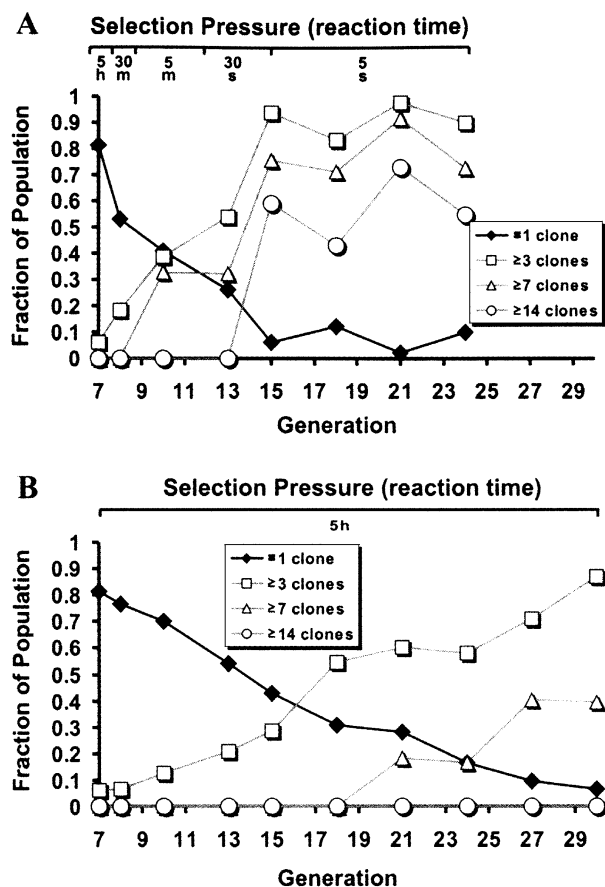 A
Selection Pressure (reaction time)
5 30 5 30 5
h m m s s
Fraction of Population
1
0.9
0.8
0.7
0.6
0.5
0.4
0.3
0.2
0.1
0
=1 clone
≥3 clones
≥7 clones
≥14 clones
7 9 11 13 15 17 19 21 23 25 27 29
Generation
B
Selection Pressure (reaction time)
5h
Fraction of Population
1
0.9
0.8
0.7
0.6
0.5
0.4
0.3
0.2
0.1
0
=1 clone
≥3 clones
≥7 clones
≥14 clones
7 9 11 13 15 17 19 21 23 25 27 29
Generation